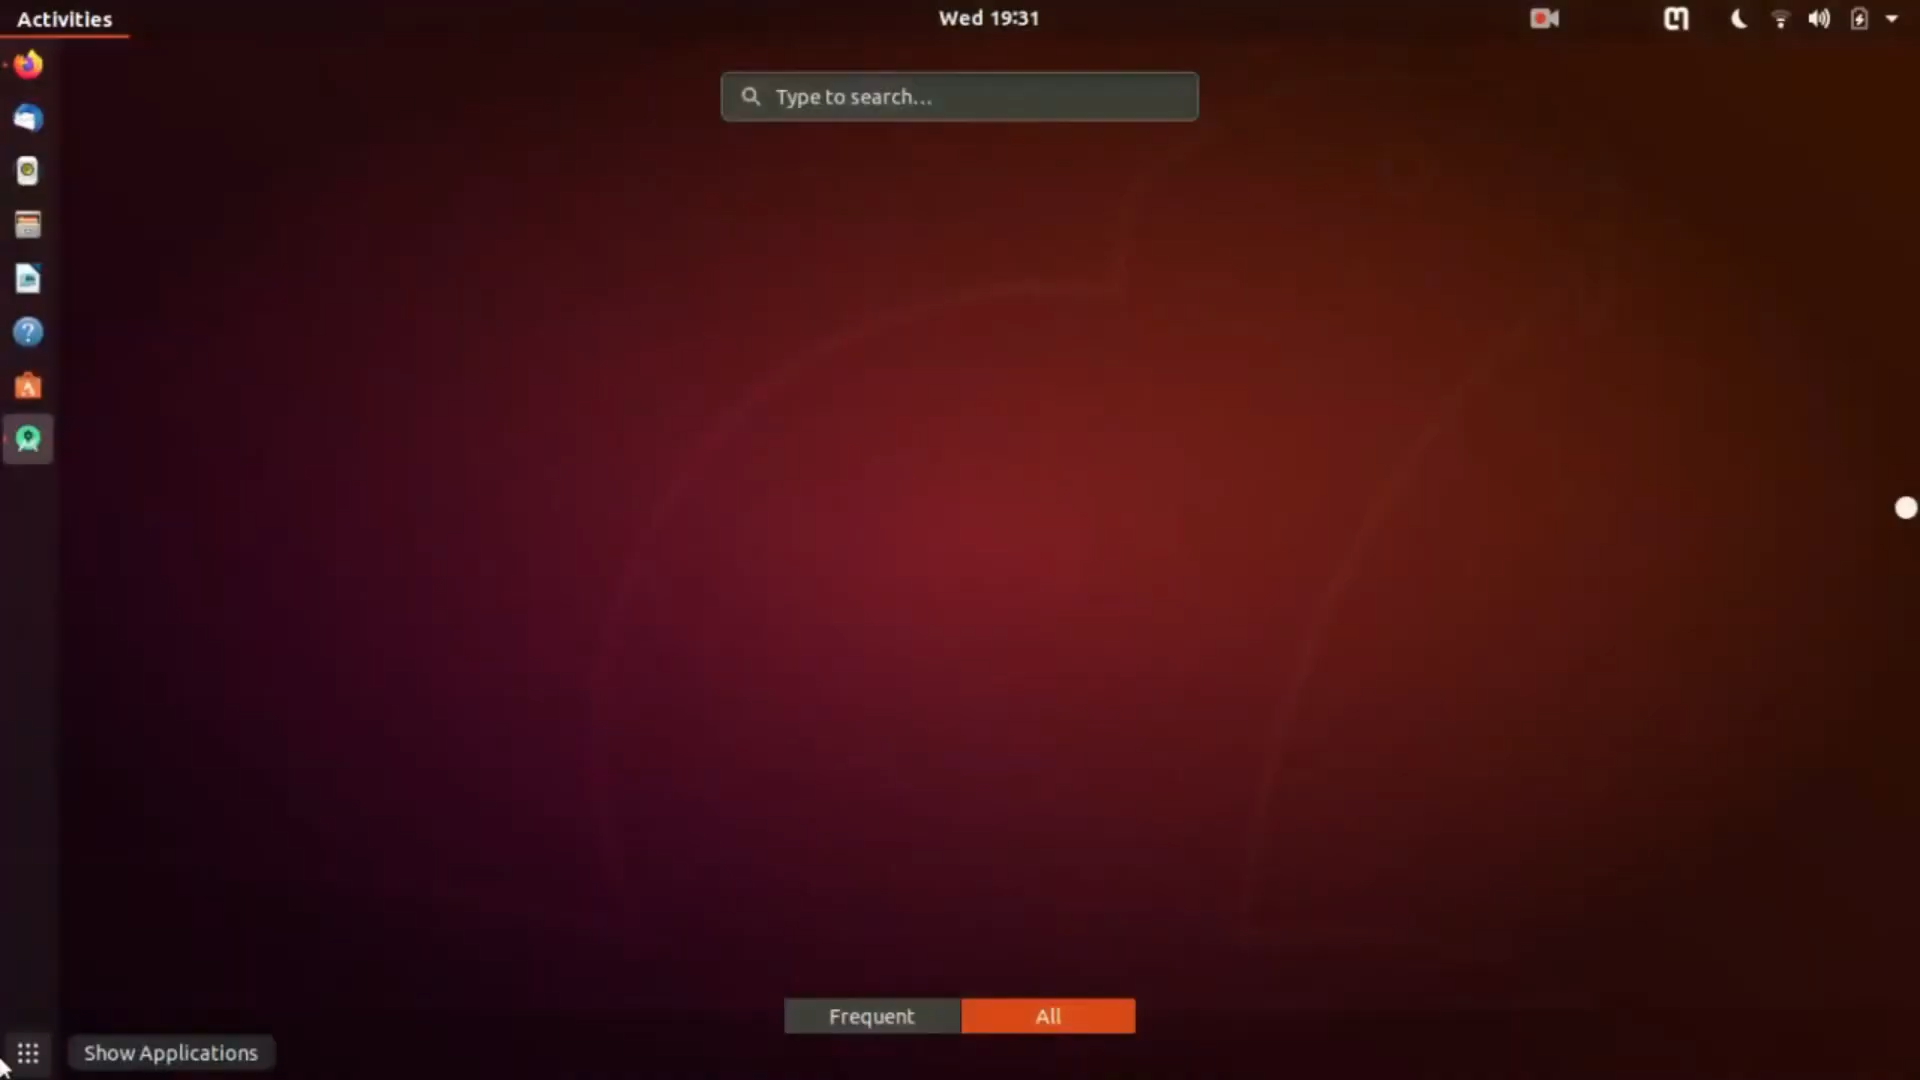 Activities
Wed 19:31
Type to search...
Frequent
All
Show Applications